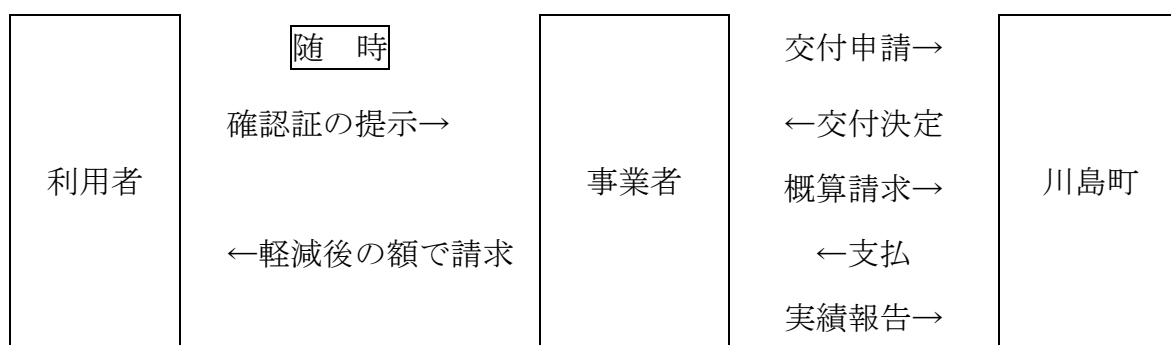 随　時
確認証の提示→
←軽減後の額で請求
利用者
事業者
交付申請→
←交付決定
概算請求→
←支払
実績報告→
川島町